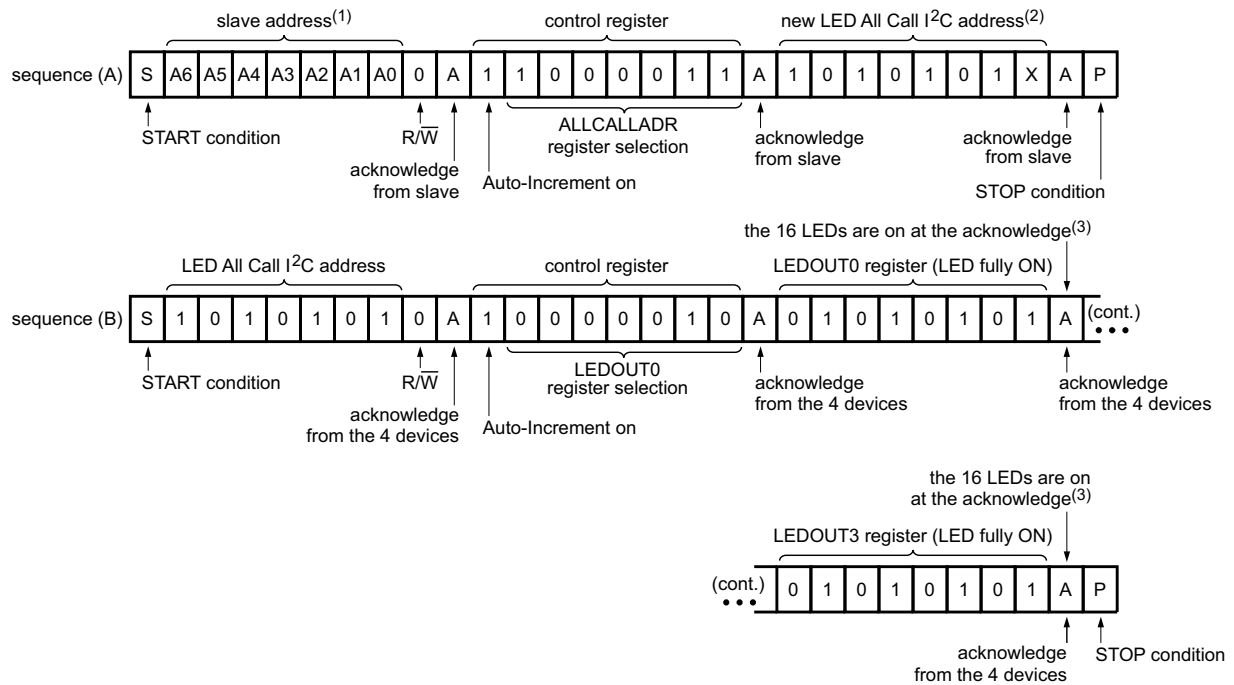 slave address(1) control register new LED All Call I2C address(2)
sequence (A) S A6 A5 A4 A3 A2 A1 A0 0 A 1 1 0 0 0 0 1 1 A 1 0 1 0 1 0 1 X A P
START condition R/W ALLCALLADR acknowledge acknowledge
register selection from slave from slave
acknowledge
from slave Auto-Increment on STOP condition
the 16 LEDs are on at the acknowledge(3)
LED All Call I2C address control register LEDOUT0 register (LED fully ON)
sequence (B) S 1 0 1 0 1 0 1 0 A 1 0 0 0 0 0 1 0 A 0 1 0 1 0 1 0 1 A (cont.)
START condition R/W LEDOUT0 acknowledge acknowledge
register selection from the 4 devices from the 4 devices
acknowledge
from the 4 devices Auto-Increment on
the 16 LEDs are on
at the acknowledge(3)
LEDOUT3 register (LED fully ON)
(cont.) 0 1 0 1 0 1 0 1 A P
acknowledge STOP condition
from the 4 devices